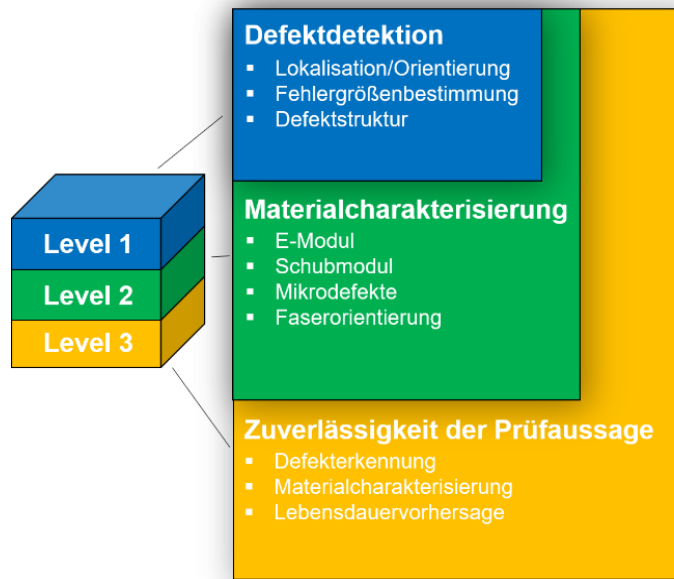 Defektdetektion
▪ Lokalisation/Orientierung
▪ Fehlergrößenbestimmung
▪ Defektstruktur
Level 1
Level 2
Level 3
Materialcharakterisierung
▪ E-Modul
▪ Schubmodul
▪ Mikrodefekte
▪ Faserorientierung
Zuverlässigkeit der Prüfaussage
▪ Defekterkennung
▪ Materialcharakterisierung
▪ Lebensdauervorhersage